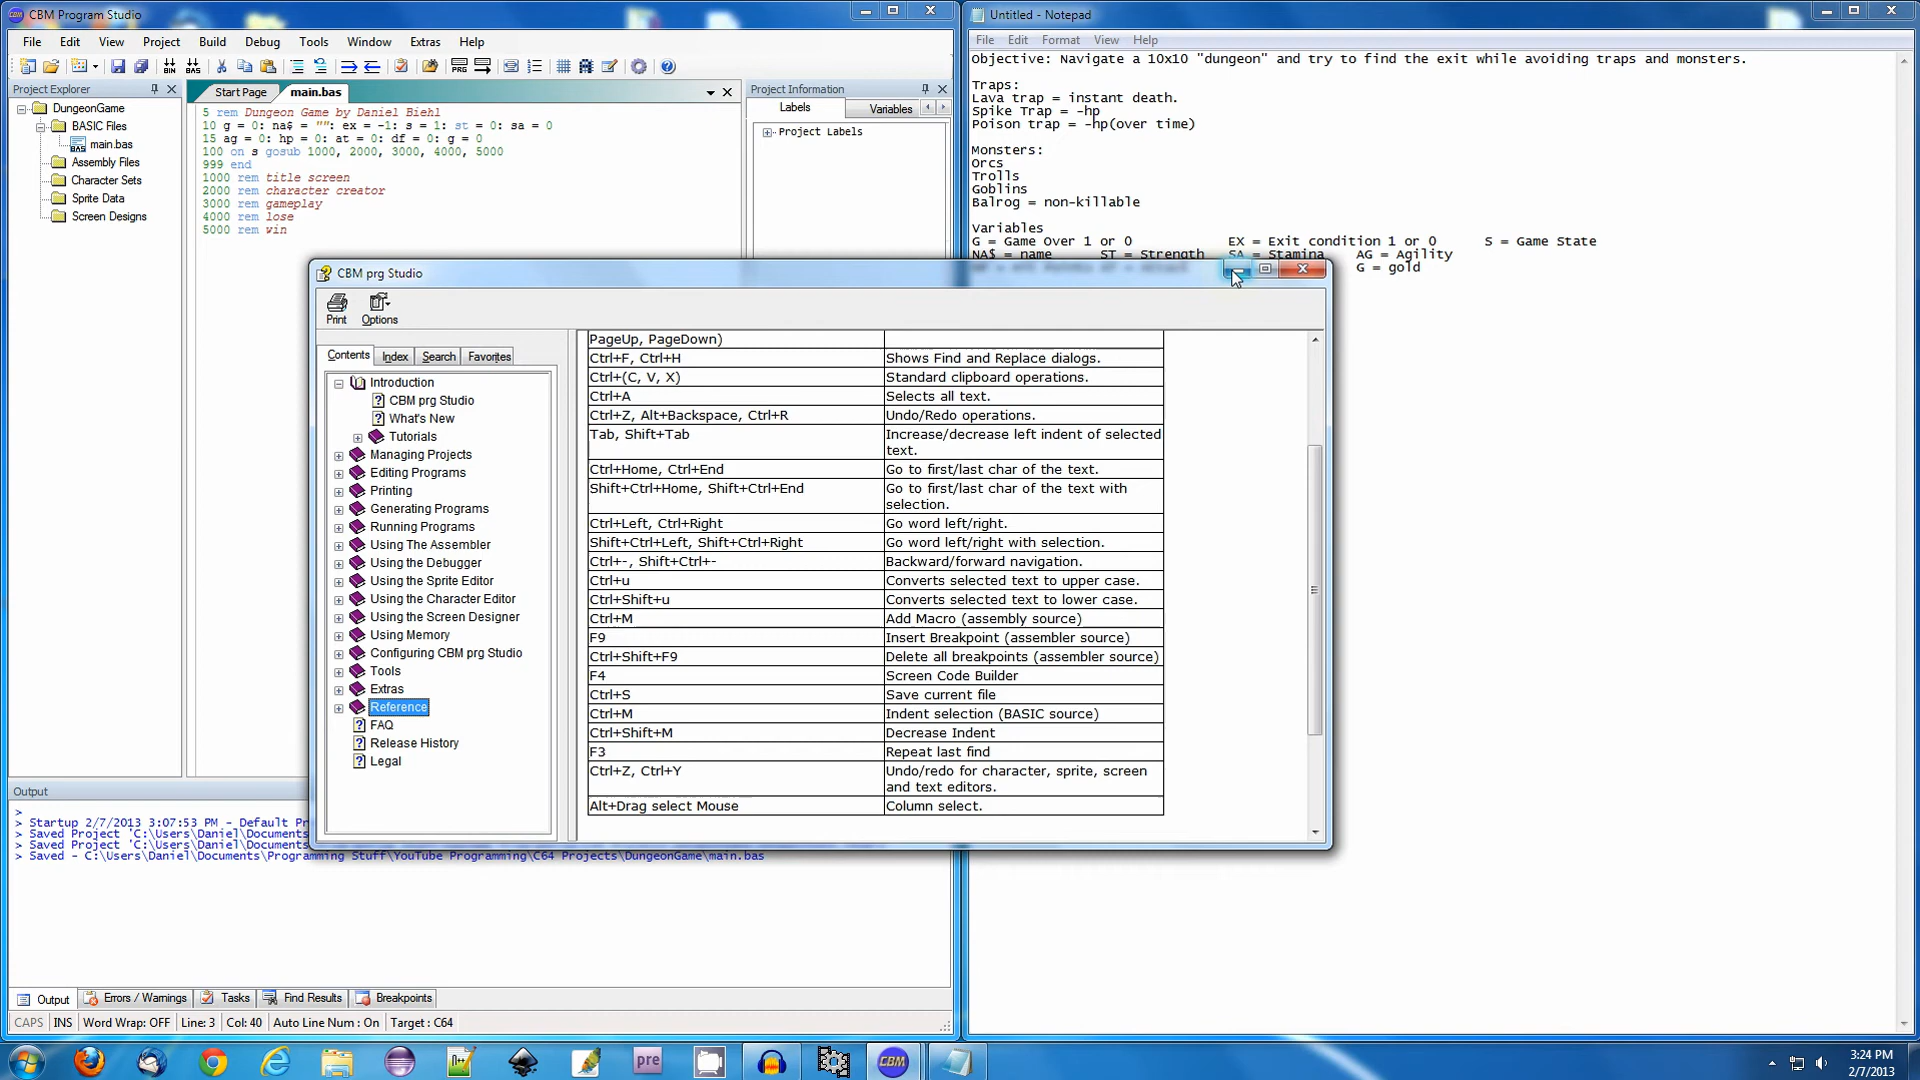 CBM Program Studio
File Edit View Project Build Debug Tools Window Extras Help
Project Explorer
DungeonGame
BASIC Files
main.bas
Assembly Files
Character Sets
Sprite Data
Screen Designs
Start Page main.bas
5 rem Dungeon Game by Daniel Biehl
10 g = 0: na$ = "": ex = -1: s = 1: st = 0: sa = 0
15 ag = 0: hp = 0: at = 0: df = 0: g = 0
100 on s gosub 1000, 2000, 3000, 4000, 5000
999 end
1000 rem title screen
2000 rem character creator
3000 rem gameplay
4000 rem lose
5000 rem win
Project Information
Labels Variables
Project Labels
Untitled - Notepad
File Edit Format View Help
Objective: Navigate a 10x10 "dungeon" and try to find the exit while avoiding traps and monsters.
Traps:
Lava trap = instant death.
Spike Trap = -hp
Poison trap = -hp(over time)
Monsters:
Orcs
Trolls
Goblins
Balrog = non-killable
Variables
G = Game Over 1 or 0 EX = Exit condition 1 or 0 S = Game State
NA$ = name ST = Strength SA = Stamina AG = Agility
G = gold
CBM prg Studio
Print Options
Contents Index Search Favorites
Introduction
CBM prg Studio
What's New
Tutorials
Managing Projects
Editing Programs
Printing
Generating Programs
Running Programs
Using The Assembler
Using the Debugger
Using the Sprite Editor
Using the Character Editor
Using the Screen Designer
Using Memory
Configuring CBM prg Studio
Tools
Extras
Reference
FAQ
Release History
Legal
PageUp, PageDown)
Ctrl+F, Ctrl+H Shows Find and Replace dialogs.
Ctrl+(C, V, X) Standard clipboard operations.
Ctrl+A Selects all text.
Ctrl+Z, Alt+Backspace, Ctrl+R Undo/Redo operations.
Tab, Shift+Tab Increase/decrease left indent of selected
text.
Ctrl+Home, Ctrl+End Go to first/last char of the text.
Shift+Ctrl+Home, Shift+Ctrl+End Go to first/last char of the text with
selection.
Ctrl+Left, Ctrl+Right Go word left/right.
Shift+Ctrl+Left, Shift+Ctrl+Right Go word left/right with selection.
Ctrl+-, Shift+Ctrl+- Backward/forward navigation.
Ctrl+u Converts selected text to upper case.
Ctrl+Shift+u Converts selected text to lower case.
Ctrl+M Add Macro (assembly source)
F9 Insert Breakpoint (assembler source)
Ctrl+Shift+F9 Delete all breakpoints (assembler source)
F4 Screen Code Builder
Ctrl+S Save current file
Ctrl+M Indent selection (BASIC source)
Ctrl+Shift+M Decrease Indent
F3 Repeat last find
Ctrl+Z, Ctrl+Y Undo/redo for character, sprite, screen
and text editors.
Alt+Drag select Mouse Column select.
Output
>
> Startup 2/7/2013 3:07:53 PM - Default Pr
> Saved Project 'C:\Users\Daniel\Documents
> Saved Project 'C:\Users\Daniel\Documents
> Saved - C:\Users\Daniel\Documents\Programming Stuff\YouTube Programming\C64 Projects\DungeonGame\main.bas
Output Errors / Warnings Tasks Find Results Breakpoints
CAPS INS Word Wrap: OFF Line: 3 Col: 40 Auto Line Num : On Target : C64
pre CBM
3:24 PM
2/7/2013